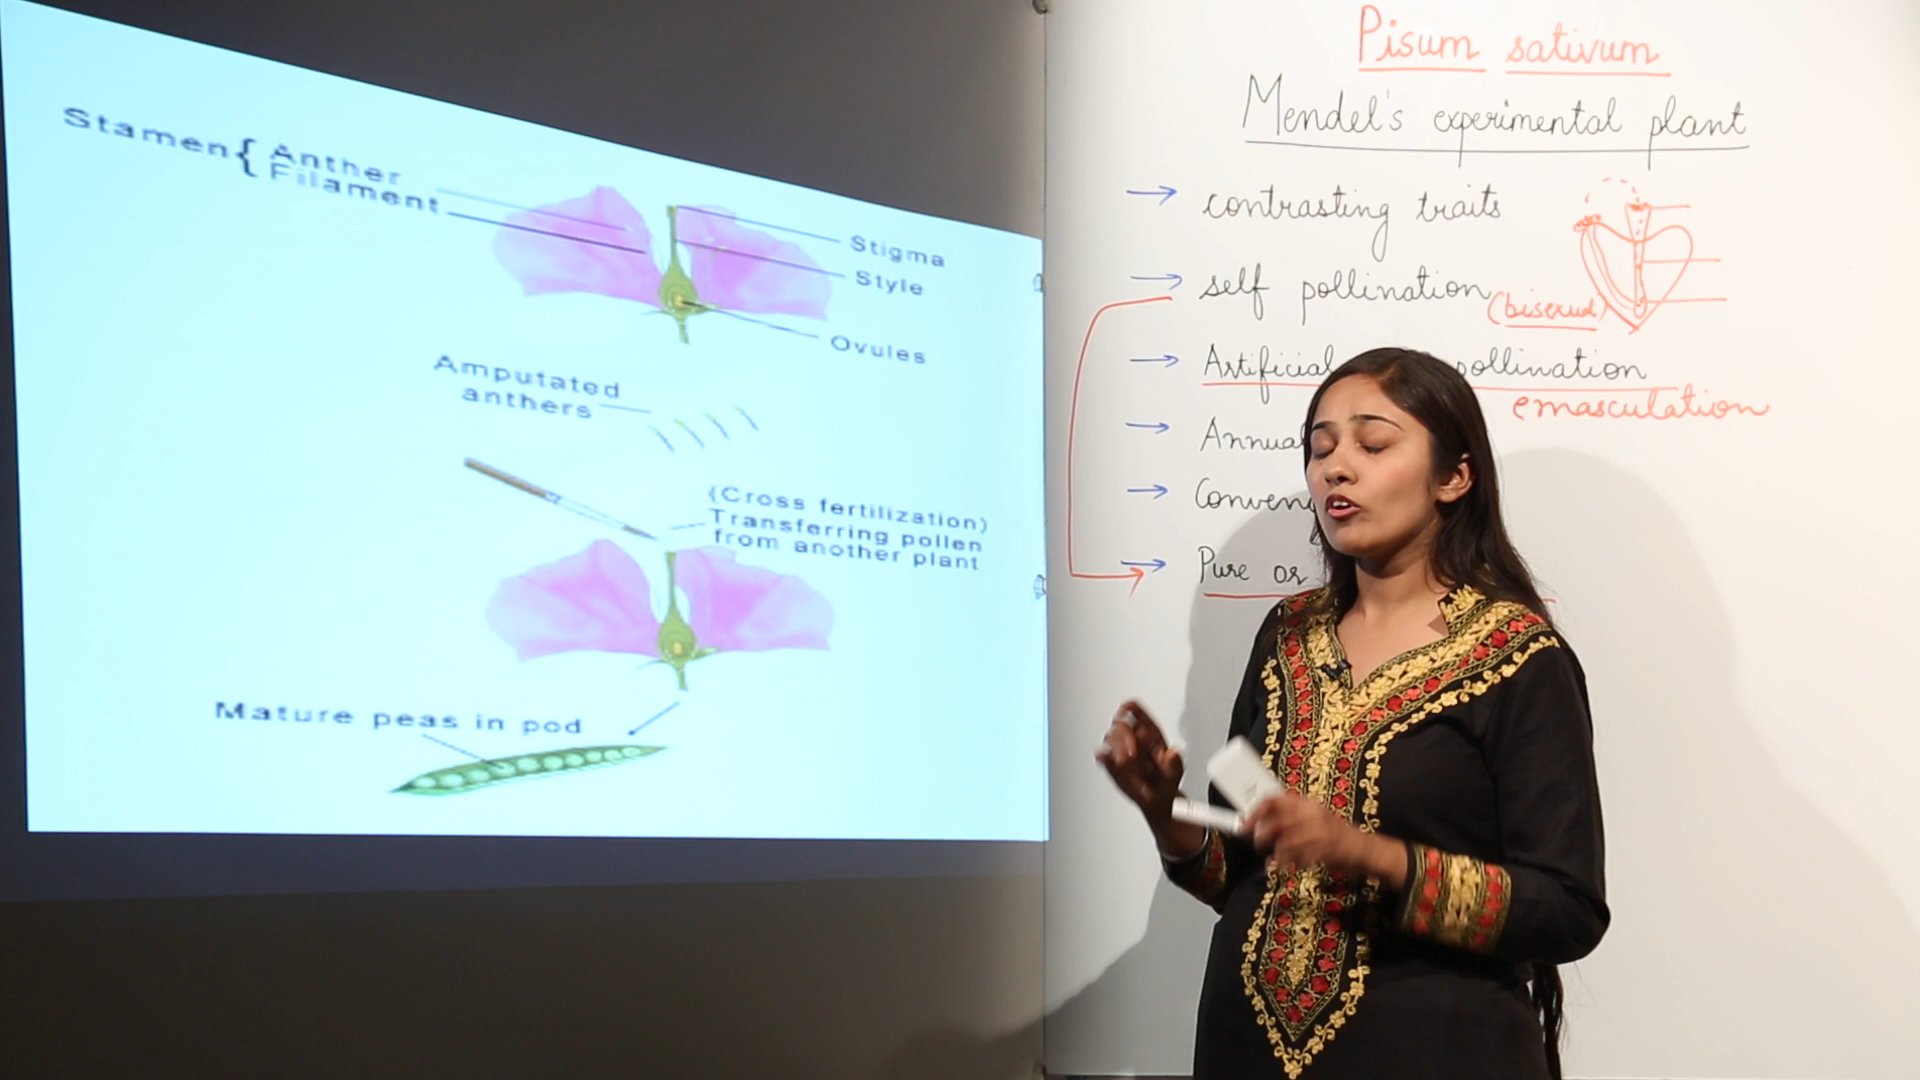 Stamen { Anther
Filament
Stigma
Style
Ovules
Amputated
anthers
(Cross fertilization)
Transferring pollen
from another plant
Mature peas in pod
Pisum sativum
Mendel's experimental plant
→ contrasting traits
→ self pollination (bisexual)
→ Artificial pollination
emasculation
→ Annual
→
→ Pure or